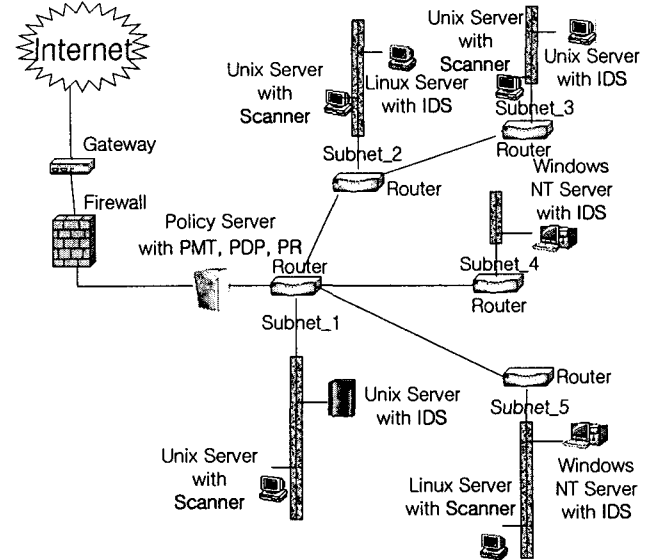 Internet
Gateway
Firewall
Policy Server
with PMT, PDP, PR
Router
Subnet_1
Unix Server
with IDS
Unix Server
with
Scanner
Unix Server
with
Scanner
Linux Server
with IDS
Subnet_2
Router
Unix Server
with
Scanner
Unix Server
with IDS
Subnet_3
Router
Windows
NT Server
with IDS
Subnet_4
Router
Router
Subnet_5
Windows
NT Server
with IDS
Linux Server
with Scanner